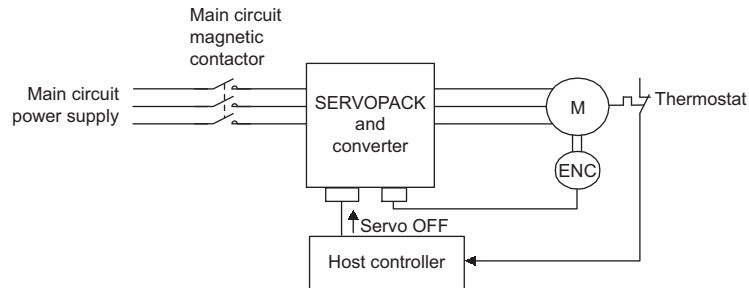 Main circuit
magnetic
contactor
Main circuit
power supply
SERVOPACK
and
converter
M
Thermostat
ENC
Servo OFF
Host controller